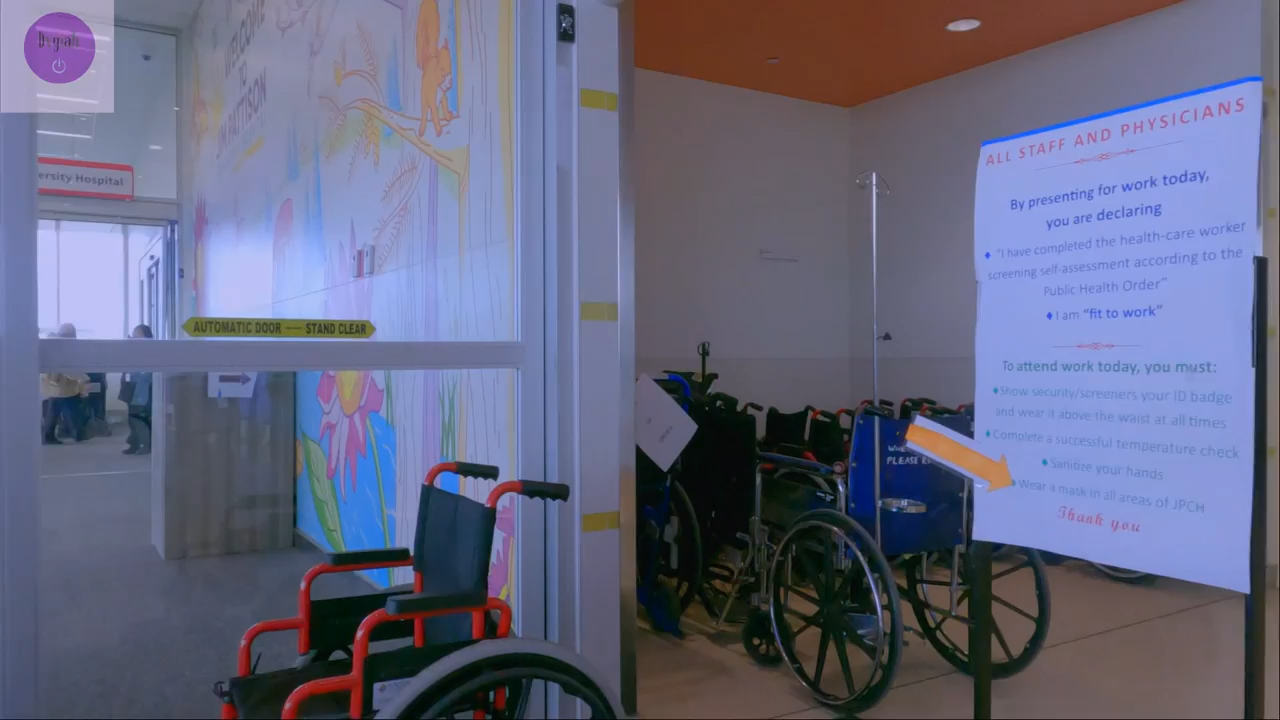 WELCOME
TO
PATTISON
ersity Hospital
AUTOMATIC DOOR — STAND CLEAR
PLEASE
ALL STAFF AND PHYSICIANS
By presenting for work today,
you are declaring
♦ "I have completed the health-care worker
screening self-assessment according to the
Public Health Order"
♦ I am "fit to work"
To attend work today, you must:
♦ Show security/screeners your ID badge
and wear it above the waist at all times
♦ Complete a successful temperature check
♦ Sanitize your hands
♦ Wear a mask in all areas of JPCH
Thank you